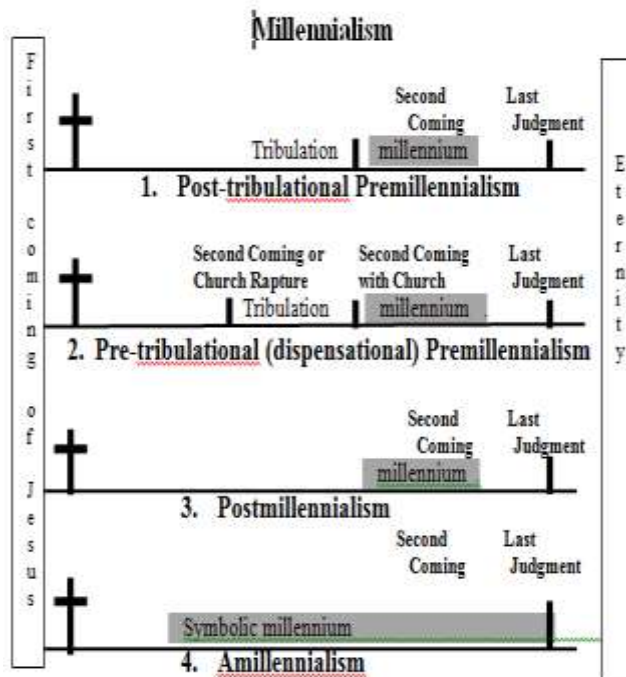 Millennialism
First coming of Jesus
Second Last
Coming Judgment
Tribulation millennium
1. Post-tribulational Premillennialism
Second Coming or Second Coming Last
Church Rapture with Church Judgment
Tribulation millennium
2. Pre-tribulational (dispensational) Premillennialism
Second Last
Coming Judgment
millennium
3. Postmillennialism
Second Last
Coming Judgment
Symbolic millennium
4. Amillennialism
Eternity